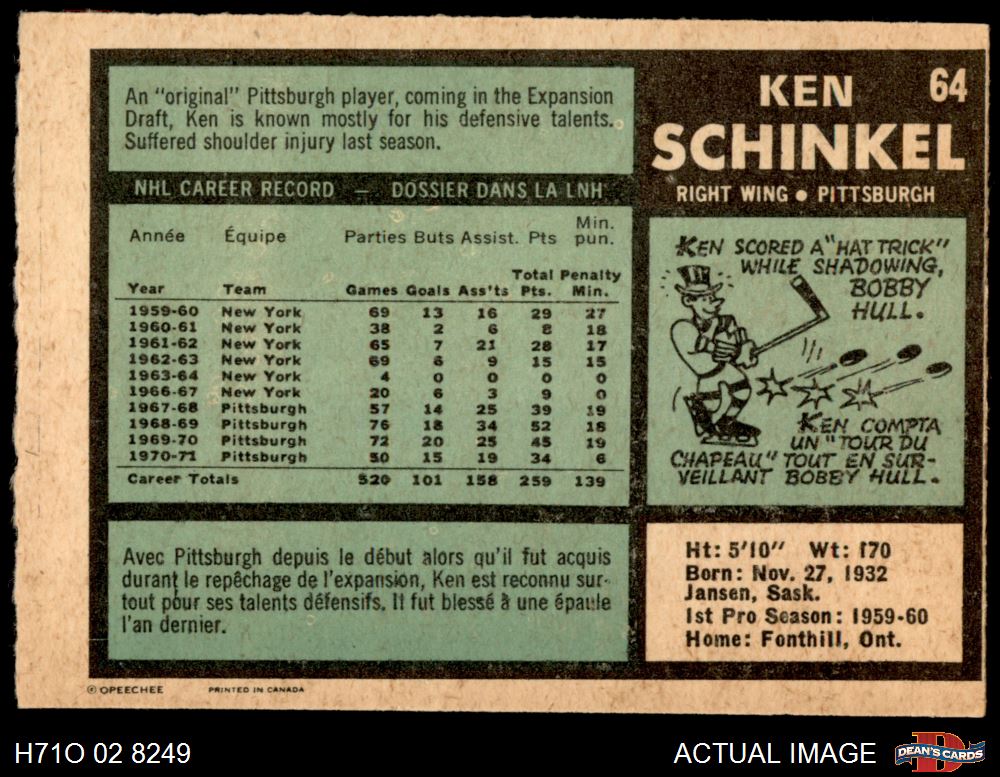 64
KEN
SCHINKEL
RIGHT WING • PITTSBURGH
An "original" Pittsburgh player, coming in the Expansion
Draft, Ken is known mostly for his defensive talents.
Suffered shoulder injury last season.
NHL CAREER RECORD — DOSSIER DANS LA LNH
Année Équipe Parties Buts Assist. Pts Min. pun.
Year Team Games Goals Ass'ts Total Pts. Penalty Min.
1959-60 New York 69 13 16 29 27
1960-61 New York 38 2 6 8 18
1961-62 New York 65 7 21 28 17
1962-63 New York 69 6 9 15 15
1963-64 New York 4 0 0 0 0
1966-67 New York 20 6 3 9 0
1967-68 Pittsburgh 57 14 25 39 19
1968-69 Pittsburgh 76 18 34 52 18
1969-70 Pittsburgh 72 20 25 45 19
1970-71 Pittsburgh 50 15 19 34 6
Career Totals 520 101 158 259 139
KEN SCORED A "HAT TRICK"
WHILE SHADOWING,
BOBBY
HULL.
KEN COMPTA
UN "TOUR DU
CHAPEAU" TOUT EN SUR-
VEILLANT BOBBY HULL.
Avec Pittsburgh depuis le début alors qu'il fut acquis
durant le repêchage de l'expansion, Ken est reconnu sur-
tout pour ses talents défensifs. Il fut blessé à une épaule
l'an dernier.
Ht: 5'10" Wt: 170
Born: Nov. 27, 1932
Jansen, Sask.
1st Pro Season: 1959-60
Home: Fonthill, Ont.
© OPEECHEE PRINTED IN CANADA
H71O 02 8249
ACTUAL IMAGE
D
DEAN'S CARDS